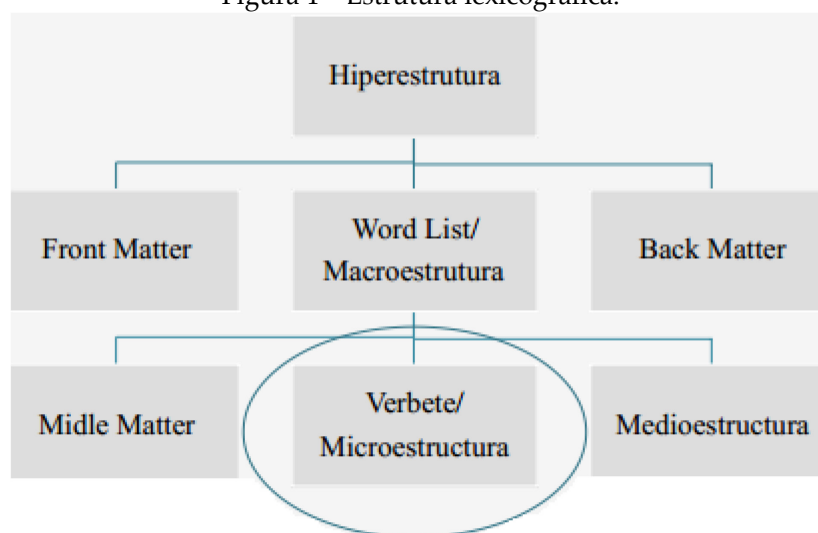 Figura 1 – Estrutura lexicográfica.
Hiperestrutura
Front Matter
Word List/
Macroestrutura
Back Matter
Midle Matter
Verbete/
Microestructura
Medioestructura